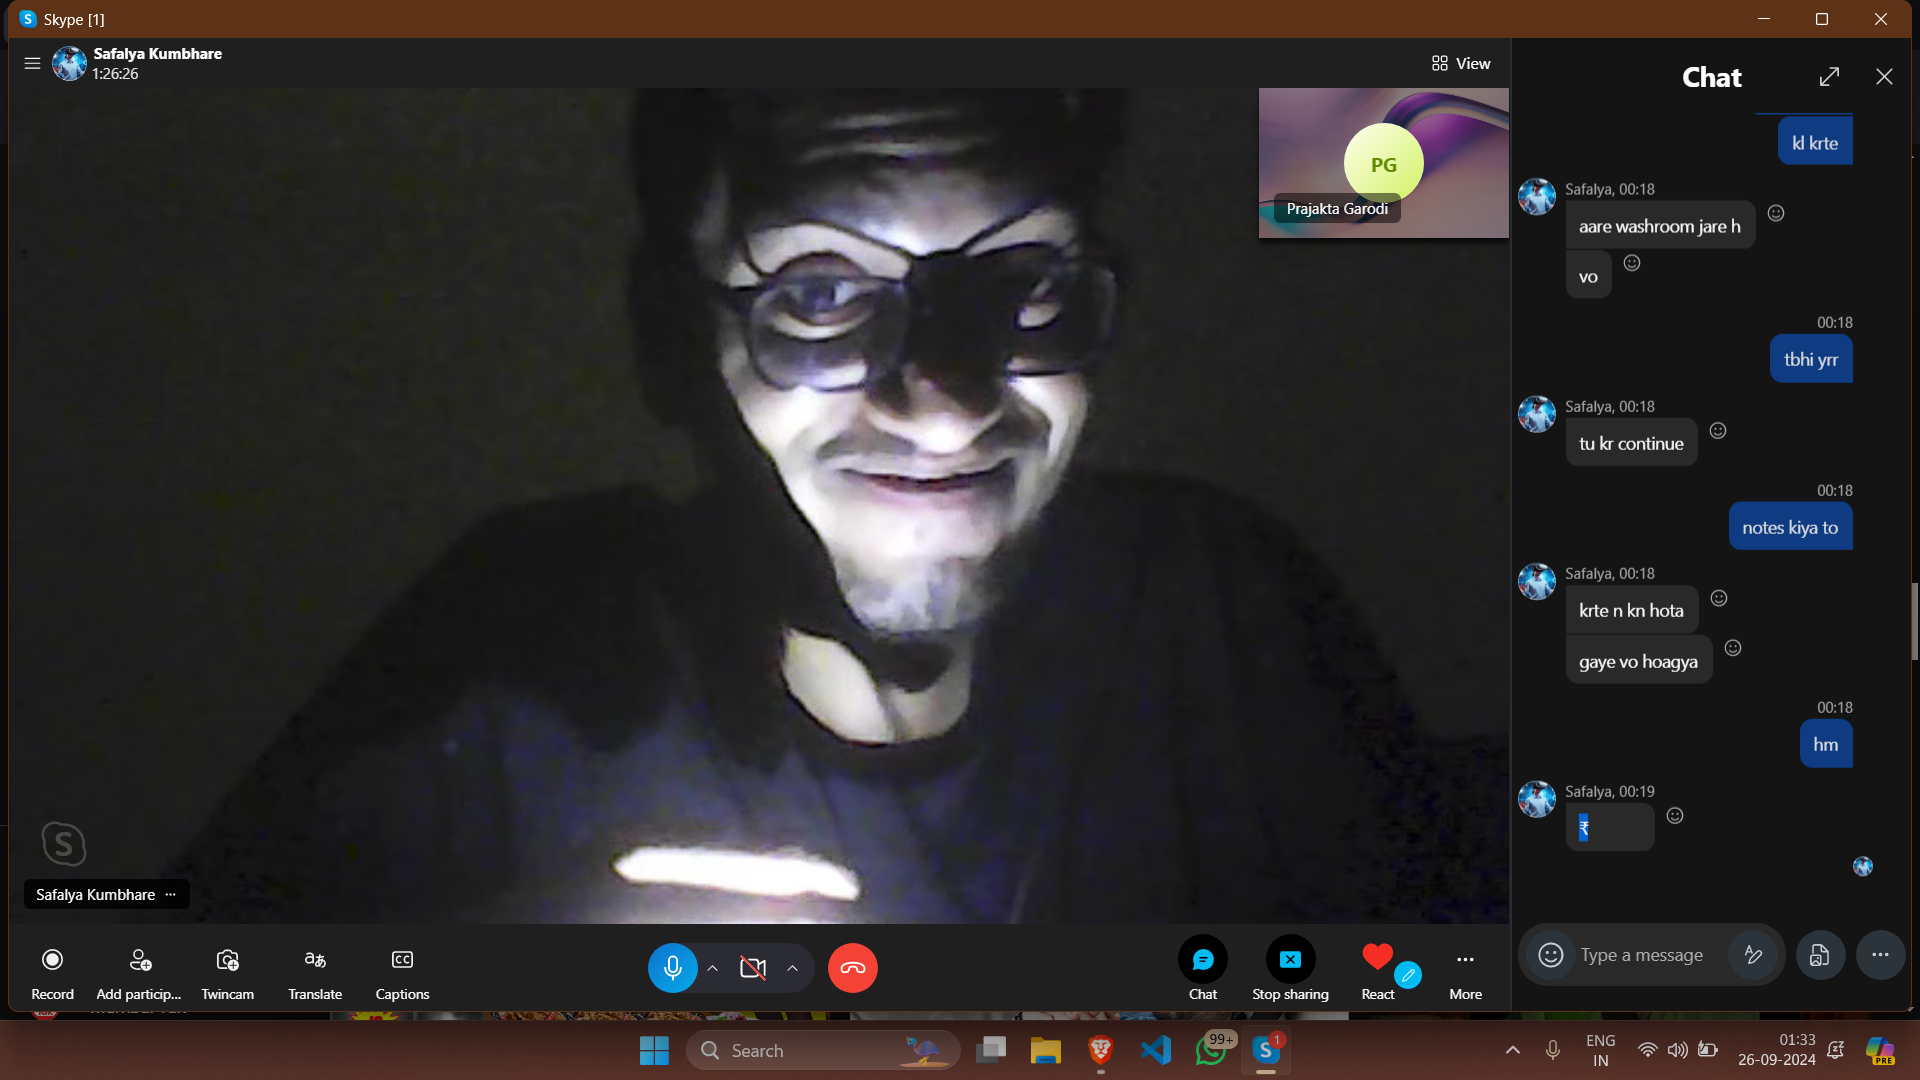 Skype [1]
Safalya Kumbhare
1:26:26
View
PG
Prajakta Garodi
Safalya Kumbhare
Record
Add particip...
Twincam
Translate
Captions
Chat
Stop sharing
React
More
Chat
kl krte
Safalya, 00:18
aare washroom jare h
vo
00:18
tbhi yrr
Safalya, 00:18
tu kr continue
00:18
notes kiya to
Safalya, 00:18
krte n kn hota
gaye vo hoagya
00:18
hm
Safalya, 00:19
₹
Type a message
Search
99+
1
ENG
IN
01:33
26-09-2024
PRE